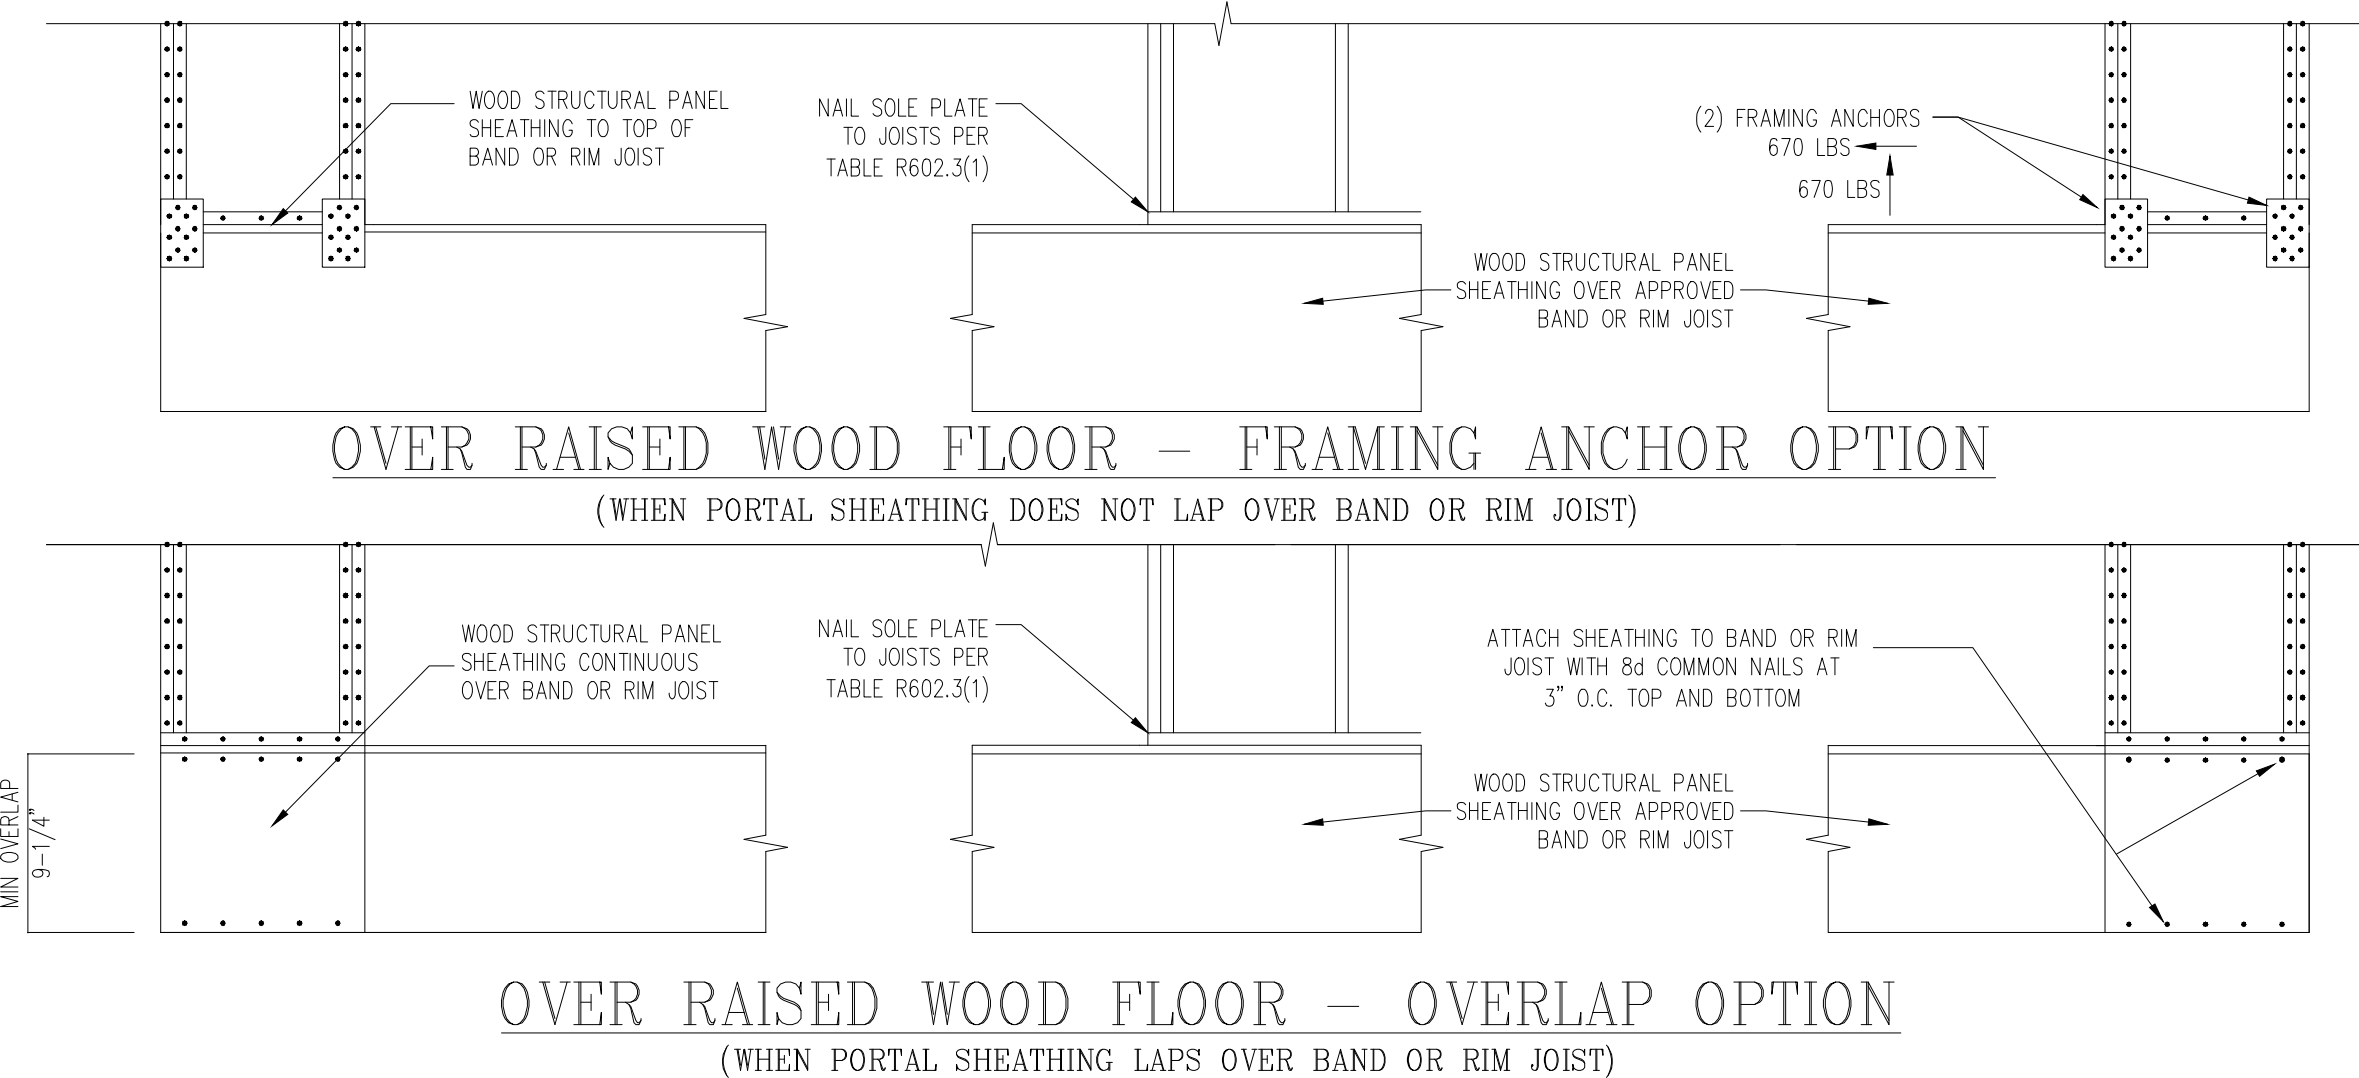 WOOD STRUCTURAL PANEL
SHEATHING TO TOP OF
BAND OR RIM JOIST
NAIL SOLE PLATE
TO JOISTS PER
TABLE R602.3(1)
(2) FRAMING ANCHORS
670 LBS
670 LBS
WOOD STRUCTURAL PANEL
SHEATHING OVER APPROVED
BAND OR RIM JOIST
OVER RAISED WOOD FLOOR – FRAMING ANCHOR OPTION
(WHEN PORTAL SHEATHING DOES NOT LAP OVER BAND OR RIM JOIST)
WOOD STRUCTURAL PANEL
SHEATHING CONTINUOUS
OVER BAND OR RIM JOIST
NAIL SOLE PLATE
TO JOISTS PER
TABLE R602.3(1)
ATTACH SHEATHING TO BAND OR RIM
JOIST WITH 8d COMMON NAILS AT
3" O.C. TOP AND BOTTOM
MIN OVERLAP
9-1/4"
WOOD STRUCTURAL PANEL
SHEATHING OVER APPROVED
BAND OR RIM JOIST
OVER RAISED WOOD FLOOR – OVERLAP OPTION
(WHEN PORTAL SHEATHING LAPS OVER BAND OR RIM JOIST)